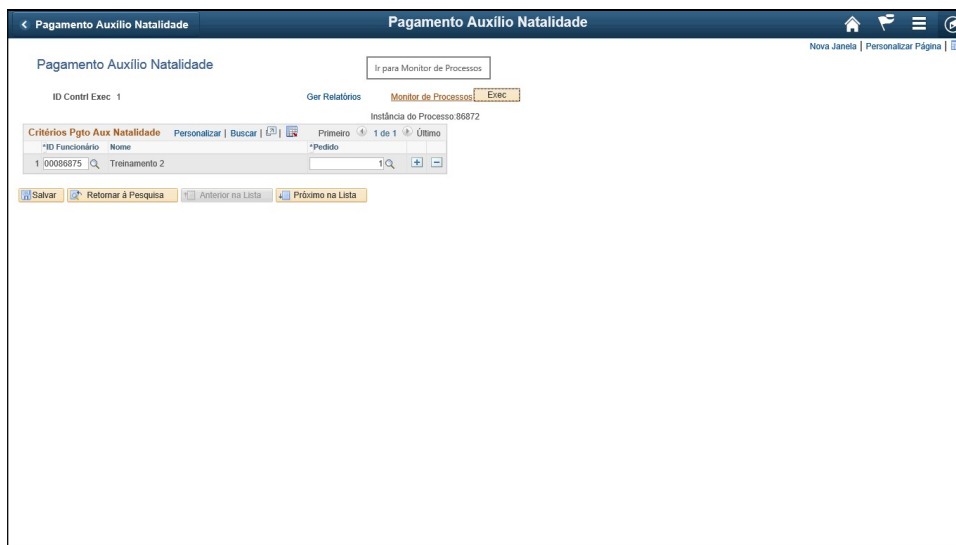 Pagamento Auxílio Natalidade
Pagamento Auxílio Natalidade
Nova Janela | Personalizar Página |
Pagamento Auxílio Natalidade
Ir para Monitor de Processos
ID Contrl Exec 1 Ger Relatórios Monitor de Processos Exec
Instância do Processo:86872
Critérios Pgto Aux Natalidade Personalizar | Buscar | | Primeiro 1 de 1 Último
*ID Funcionário Nome *Pedido
1 00086875 Treinamento 2 1 + -
Salvar Retornar à Pesquisa Anterior na Lista Próximo na Lista